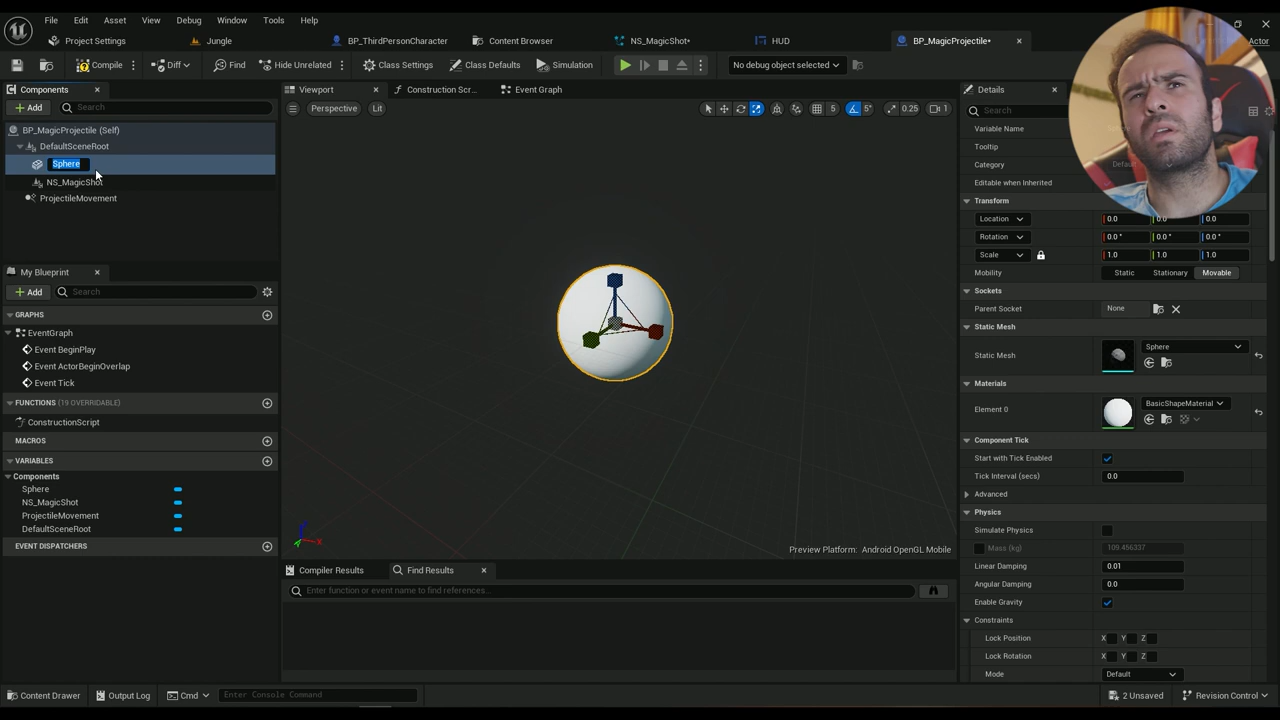 File Edit Asset View Debug Window Tools Help
Project Settings Jungle BP_ThirdPersonCharacter Content Browser NS_MagicShot* HUD BP_MagicProjectile* Actor
Compile Diff Find Hide Unrelated Class Settings Class Defaults Simulation No debug object selected
Components
Add Search
BP_MagicProjectile (Self)
DefaultSceneRoot
Sphere
NS_MagicShot
ProjectileMovement
My Blueprint
Add Search
GRAPHS
EventGraph
Event BeginPlay
Event ActorBeginOverlap
Event Tick
FUNCTIONS (19 OVERRIDABLE)
ConstructionScript
MACROS
VARIABLES
Components
Sphere
NS_MagicShot
ProjectileMovement
DefaultSceneRoot
EVENT DISPATCHERS
Viewport Construction Scr... Event Graph
Perspective Lit 5 5° 0.25 1
Preview Platform: Android OpenGL Mobile
Compiler Results Find Results
Enter function or event name to find references...
Details
Search
Variable Name
Tooltip
Category Default
Editable when Inherited
Transform
Location 0.0 0.0 0.0
Rotation 0.0 ° 0.0 ° 0.0 °
Scale 1.0 1.0 1.0
Mobility Static Stationary Movable
Sockets
Parent Socket None
Static Mesh
Static Mesh Sphere
Materials
Element 0 BasicShapeMaterial
Component Tick
Start with Tick Enabled
Tick Interval (secs) 0.0
Advanced
Physics
Simulate Physics
Mass (kg) 109.456337
Linear Damping 0.01
Angular Damping 0.0
Enable Gravity
Constraints
Lock Position X Y Z
Lock Rotation X Y Z
Mode Default
Content Drawer Output Log Cmd Enter Console Command 2 Unsaved Revision Control